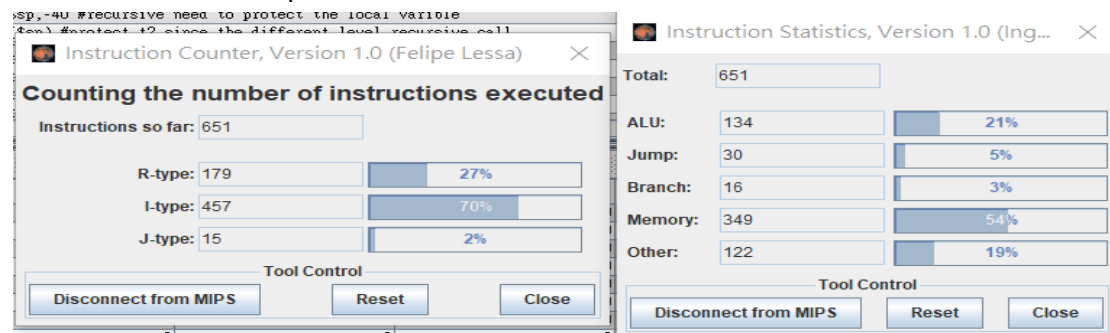 $sp,-40 #recursive need to protect the local varible
($sp) #protect t2 since the different level recursive call
Instruction Counter, Version 1.0 (Felipe Lessa)
Counting the number of instructions executed
Instructions so far: 651
R-type: 179 27%
I-type: 457 70%
J-type: 15 2%
Tool Control
Disconnect from MIPS Reset Close
Instruction Statistics, Version 1.0 (Ing...
Total: 651
ALU: 134 21%
Jump: 30 5%
Branch: 16 3%
Memory: 349 54%
Other: 122 19%
Tool Control
Disconnect from MIPS Reset Close